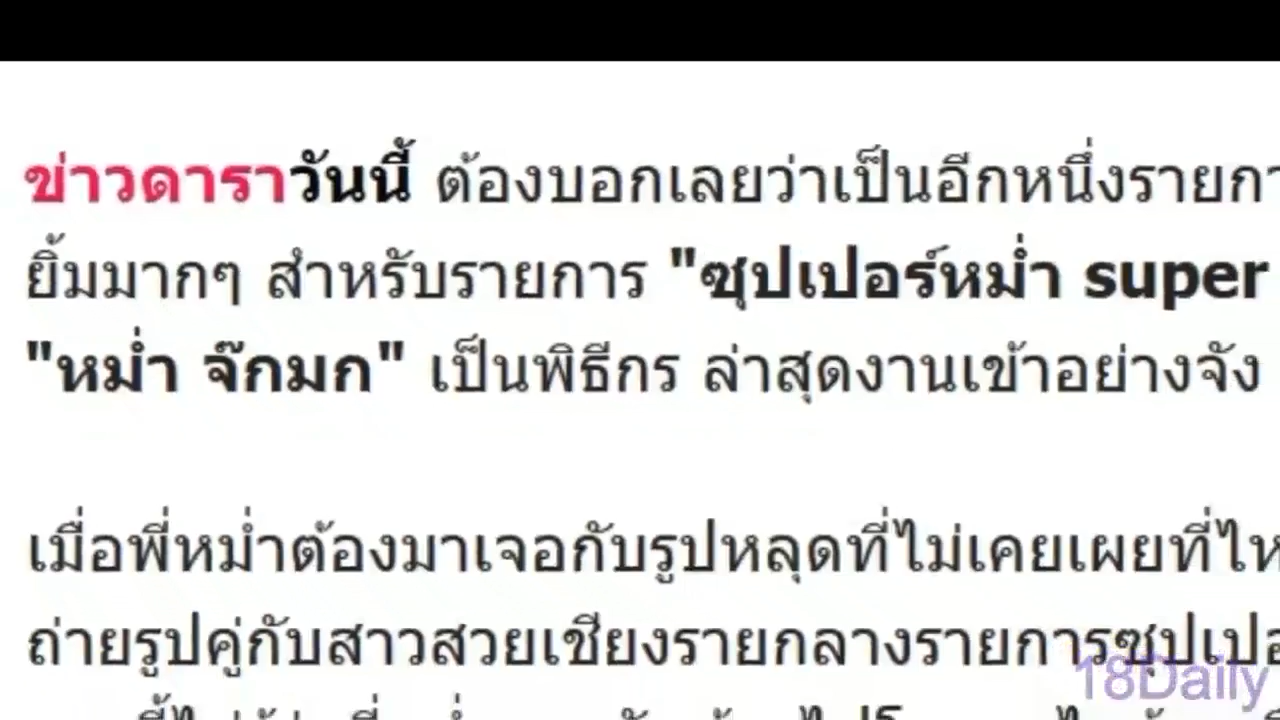 ข่าวดาราวันนี้ ต้องบอกเลยว่าเป็นอีกหนึ่งรายกา
ยิ้มมากๆ สำหรับรายการ "ซุปเปอร์หม่ำ super
"หม่ำ จ๊กมก" เป็นพิธีกร ล่าสุดงานเข้าอย่างจัง
เมื่อพี่หม่ำต้องมาเจอกับรูปหลุดที่ไม่เคยเผยที่ไห
ถ่ายรูปคู่กับสาวสวยเชียงรายกลางรายการซุปเปอ
18Daily